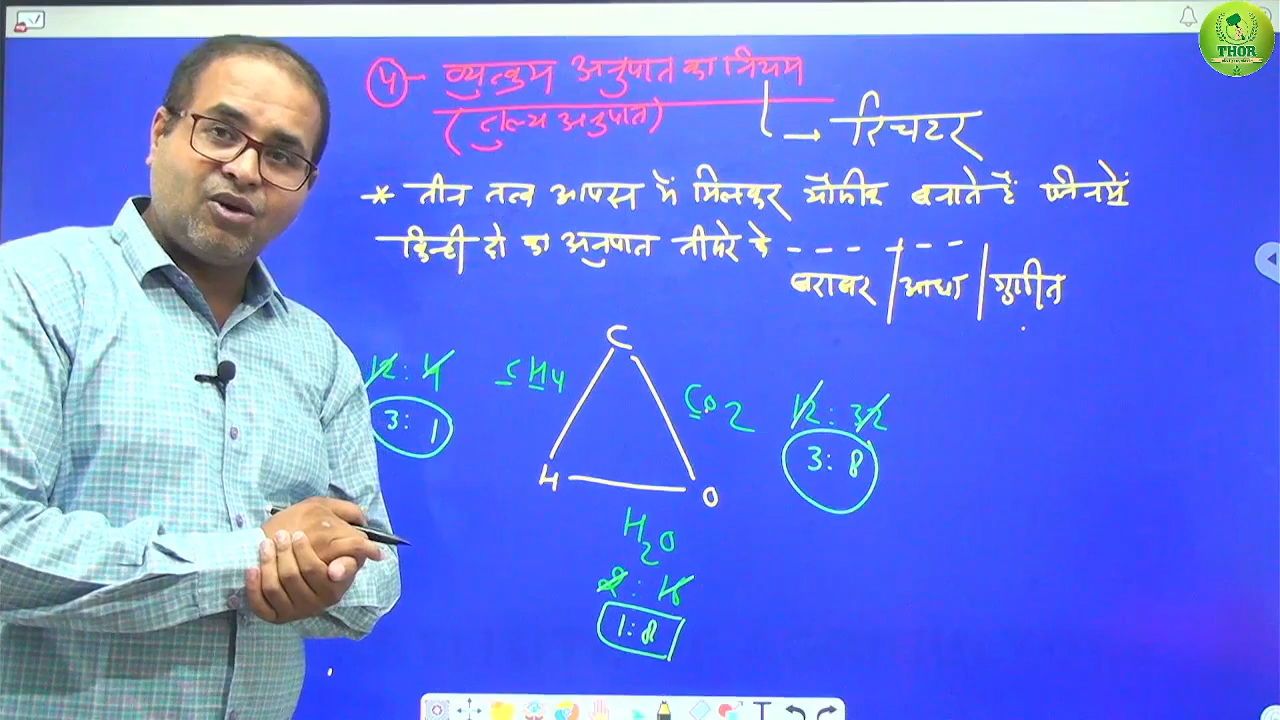 ५- व्युत्क्रम अनुपात का नियम
(तुल्य अनुपात)
→ रिचटर
* तीन तत्व आपस में मिलकर यौगिक बनाते हैं जिनमें
किन्ही दो का अनुपात तीसरे के - - - - - -
बराबर / आधा / गुणित
C
12 : 4
CH4
CO2
12 : 32
3 : 1
3 : 8
H
O
H2O
2 : 16
1 : 8
THOR